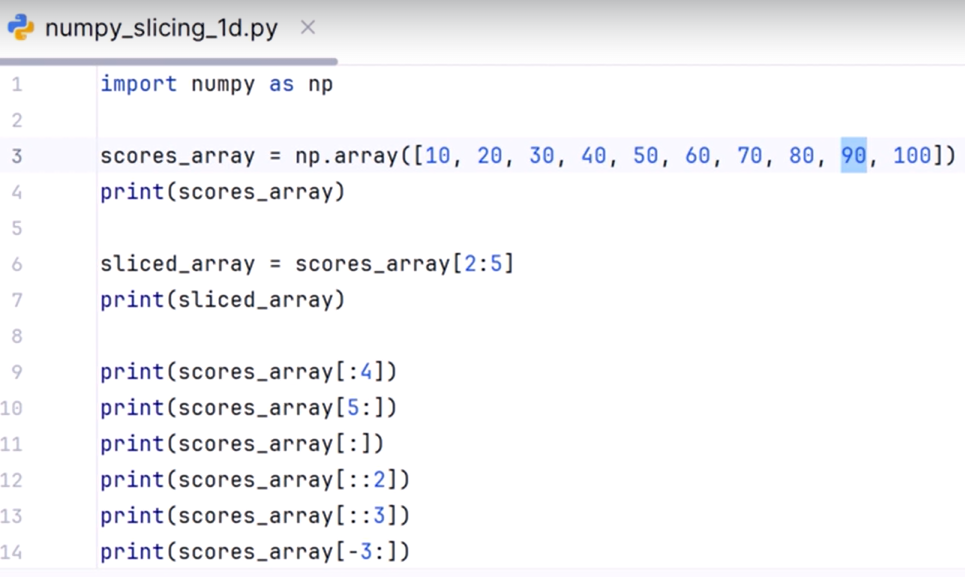 numpy_slicing_1d.py ×
1 import numpy as np
2
3 scores_array = np.array([10, 20, 30, 40, 50, 60, 70, 80, 90, 100])
4 print(scores_array)
5
6 sliced_array = scores_array[2:5]
7 print(sliced_array)
8
9 print(scores_array[:4])
10 print(scores_array[5:])
11 print(scores_array[:])
12 print(scores_array[::2])
13 print(scores_array[::3])
14 print(scores_array[-3:])